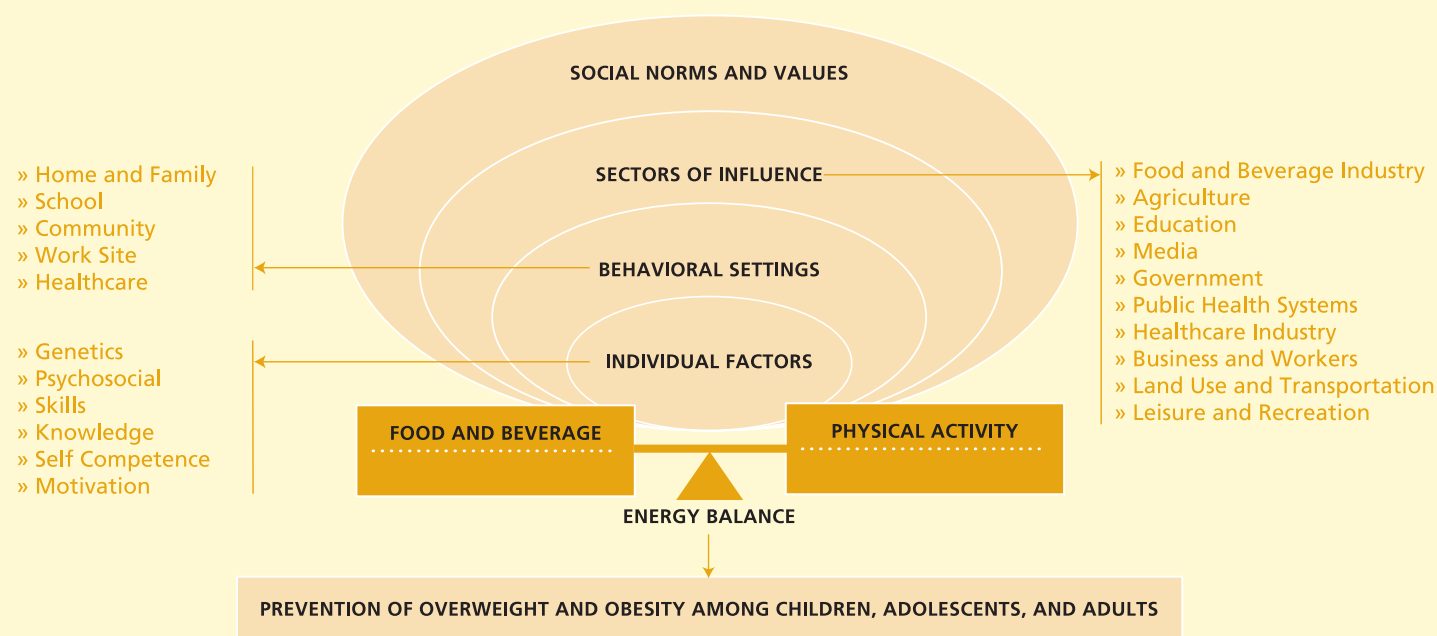 SOCIAL NORMS AND VALUES
SECTORS OF INFLUENCE
BEHAVIORAL SETTINGS
INDIVIDUAL FACTORS
» Home and Family
» School
» Community
» Work Site
» Healthcare
» Genetics
» Psychosocial
» Skills
» Knowledge
» Self Competence
» Motivation
» Food and Beverage Industry
» Agriculture
» Education
» Media
» Government
» Public Health Systems
» Healthcare Industry
» Business and Workers
» Land Use and Transportation
» Leisure and Recreation
FOOD AND BEVERAGE
PHYSICAL ACTIVITY
ENERGY BALANCE
PREVENTION OF OVERWEIGHT AND OBESITY AMONG CHILDREN, ADOLESCENTS, AND ADULTS